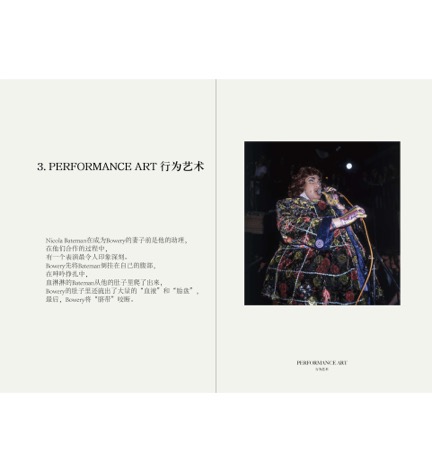 3. PERFORMANCE ART 行为艺术
Nicola Bateman在成为Bowery的妻子前是他的助理,
在他们合作的过程中,
有一个表演最令人印象深刻。
Bowery先将Bateman捆挂在自己的腹部,
在呻吟挣扎中,
血淋淋的Bateman从他的肚子里爬了出来,
Bowery的肚子里还流出了大量的“血液”和“脂肪”,
最后, Bowery将“脐带”咬断。
PERFORMANCE ART
行为艺术